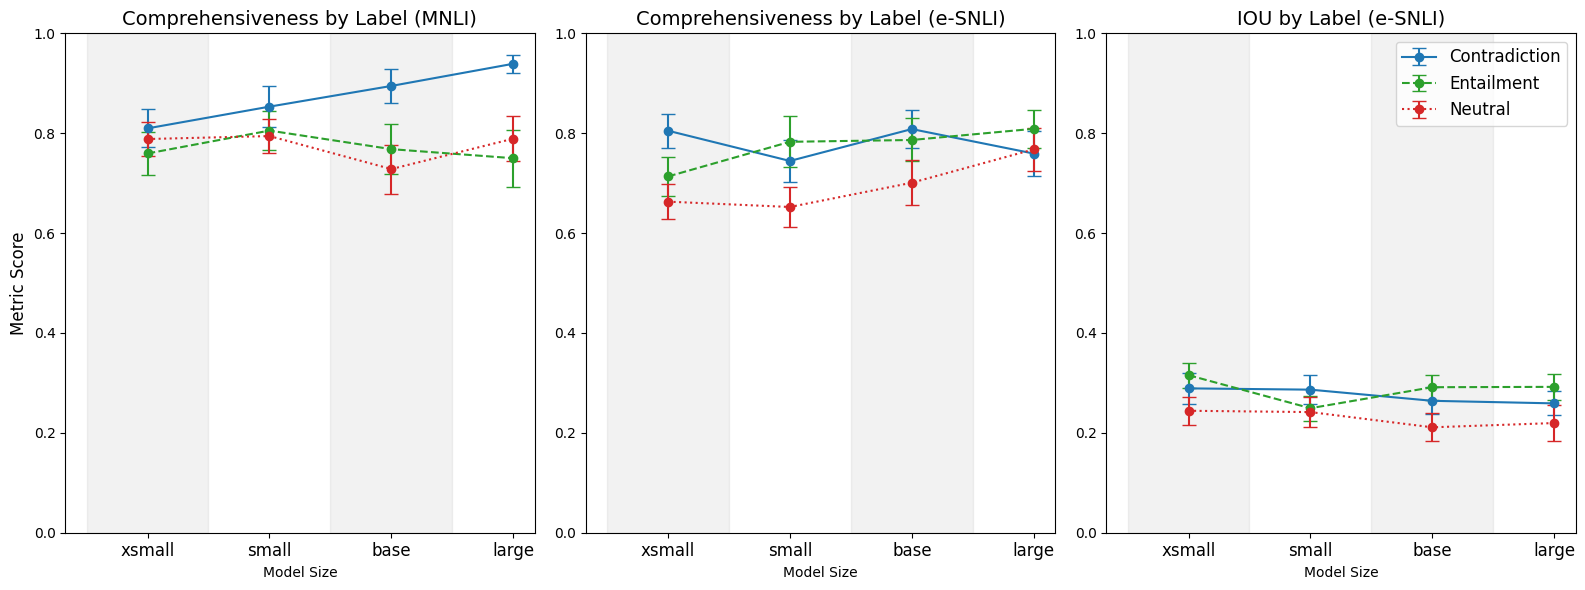 Comprehensiveness by Label (MNLI)
Metric Score
1.0
0.8
0.6
0.4
0.2
0.0
xsmall small base large
Model Size
Comprehensiveness by Label (e-SNLI)
1.0
0.8
0.6
0.4
0.2
0.0
xsmall small base large
Model Size
IOU by Label (e-SNLI)
1.0
0.8
0.6
0.4
0.2
0.0
Contradiction
Entailment
Neutral
xsmall small base large
Model Size